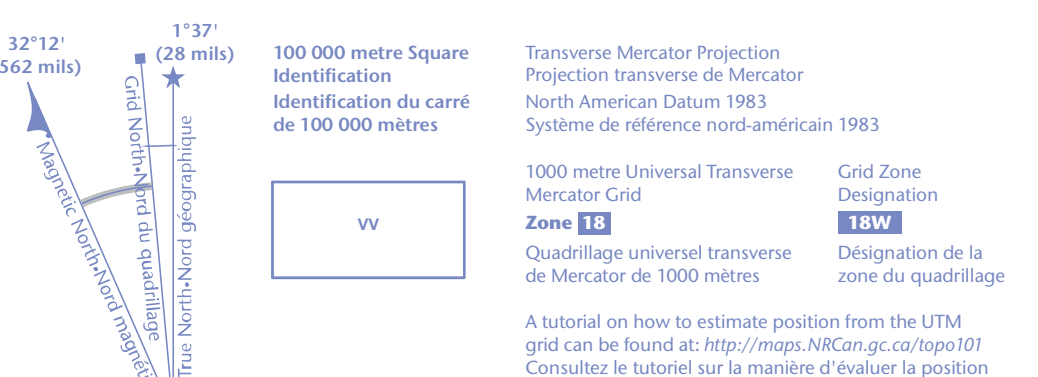 32°12'
562 mils)
1°37'
(28 mils)
Magnetic North•Nord magnéti
Grid North•Nord du quadrillage
True North•Nord géographique
100 000 metre Square
Identification
Identification du carré
de 100 000 mètres
VV
Transverse Mercator Projection
Projection transverse de Mercator
North American Datum 1983
Système de référence nord-américain 1983
1000 metre Universal Transverse
Mercator Grid
Zone 18
Quadrillage universel transverse
de Mercator de 1000 mètres
Grid Zone
Designation
18W
Désignation de la
zone du quadrillage
A tutorial on how to estimate position from the UTM
grid can be found at: http://maps.NRCan.gc.ca/topo101
Consultez le tutoriel sur la manière d'évaluer la position